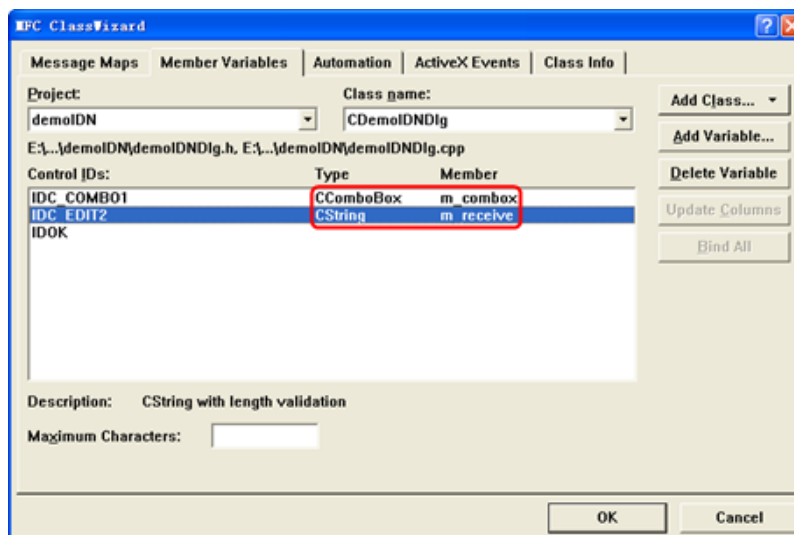 MFC ClassWizard
Message Maps Member Variables Automation ActiveX Events Class Info
Project: Class name:
demoIDN CDemoIDNDlg
Add Class...
E:\...\demoIDN\demoIDNDlg.h, E:\...\demoIDN\demoIDNDlg.cpp
Add Variable...
Control IDs: Type Member
Delete Variable
IDC_COMBO1 CComboBox m_combox
IDC_EDIT2 CString m_receive
Update Columns
IDOK
Bind All
Description: CString with length validation
Maximum Characters:
OK Cancel